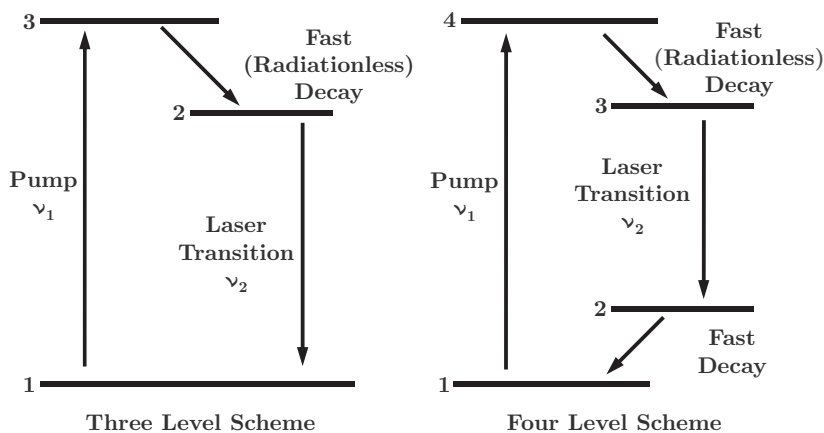 3
Fast
(Radiationless)
Decay
2
Pump
ν₁
Laser
Transition
ν₂
1
Three Level Scheme
4
Fast
(Radiationless)
Decay
3
Pump
ν₁
Laser
Transition
ν₂
2
Fast
Decay
1
Four Level Scheme